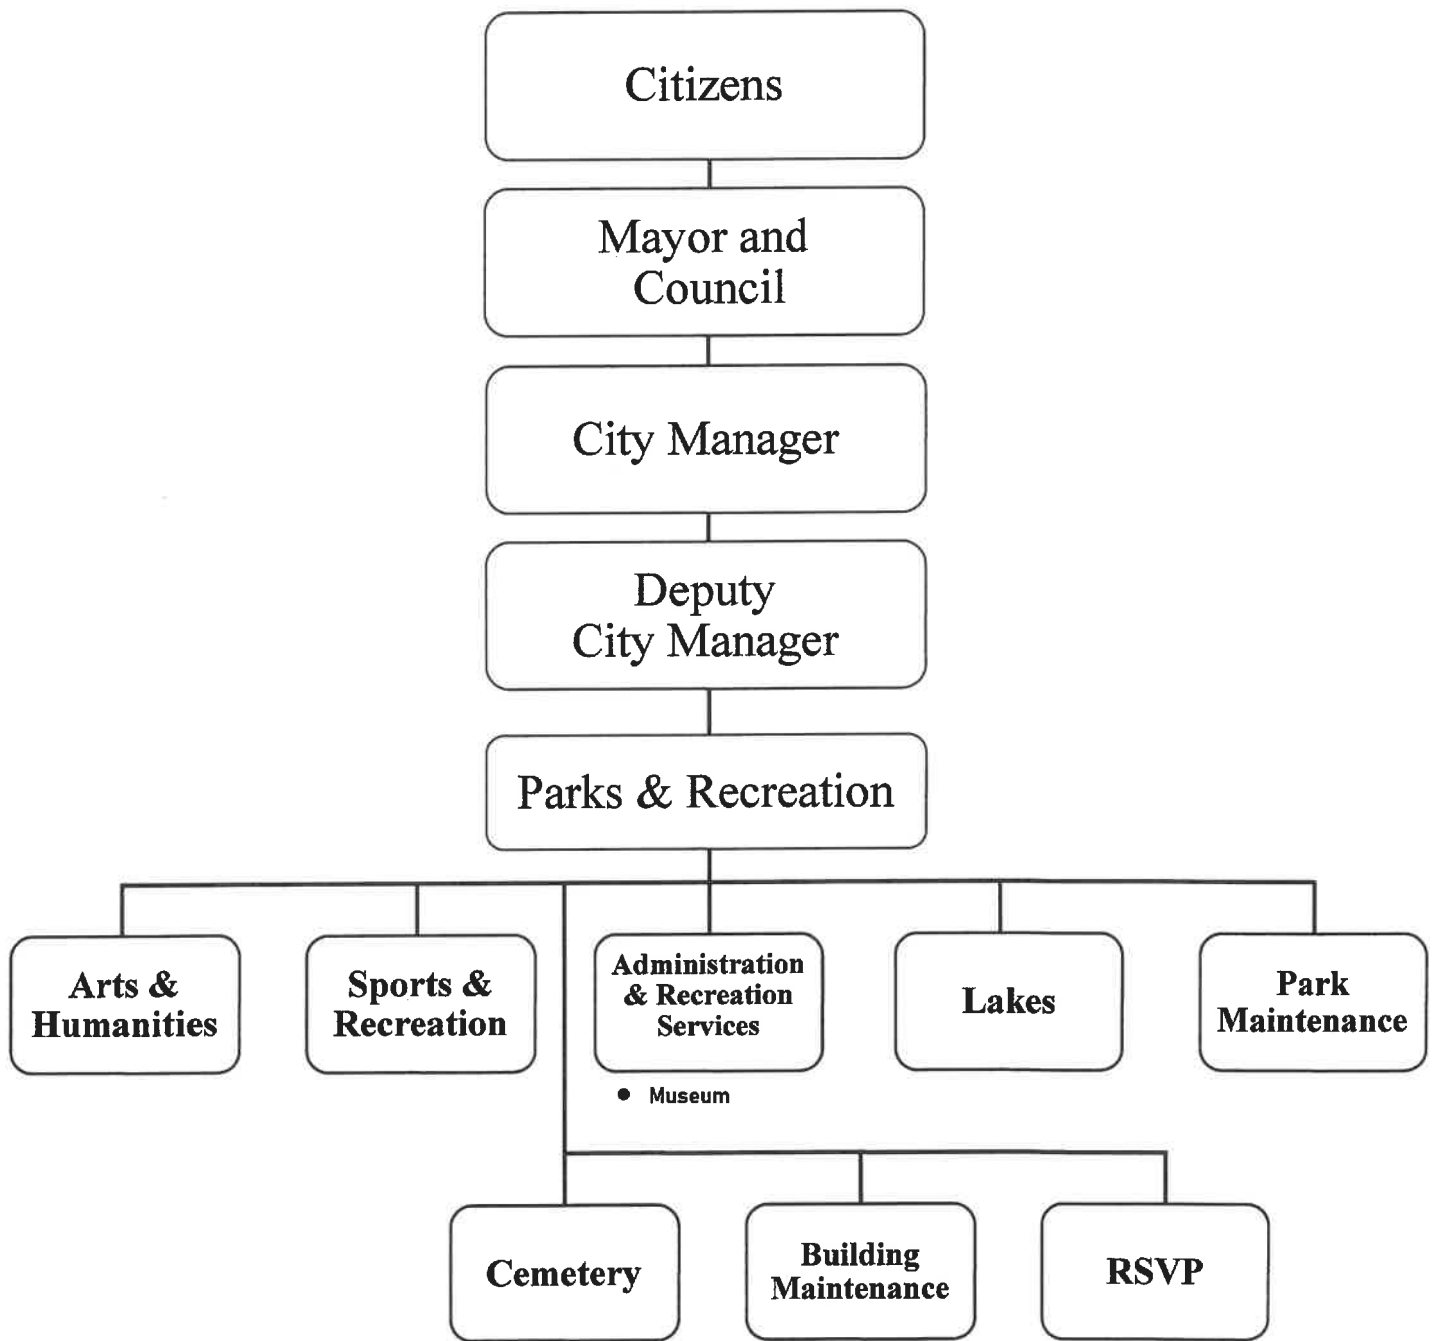 Citizens
Mayor and
Council
City Manager
Deputy
City Manager
Parks & Recreation
Arts &
Humanities
Sports &
Recreation
Administration
& Recreation
Services
Lakes
Park
Maintenance
● Museum
Cemetery
Building
Maintenance
RSVP